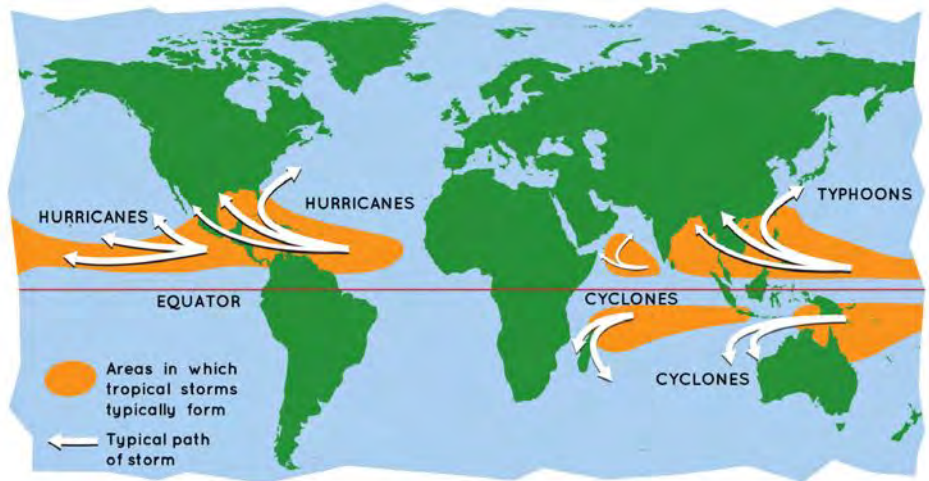 HURRICANES
HURRICANES
TYPHOONS
EQUATOR
CYCLONES
CYCLONES
Areas in which
tropical storms
typically form
Typical path
of storm